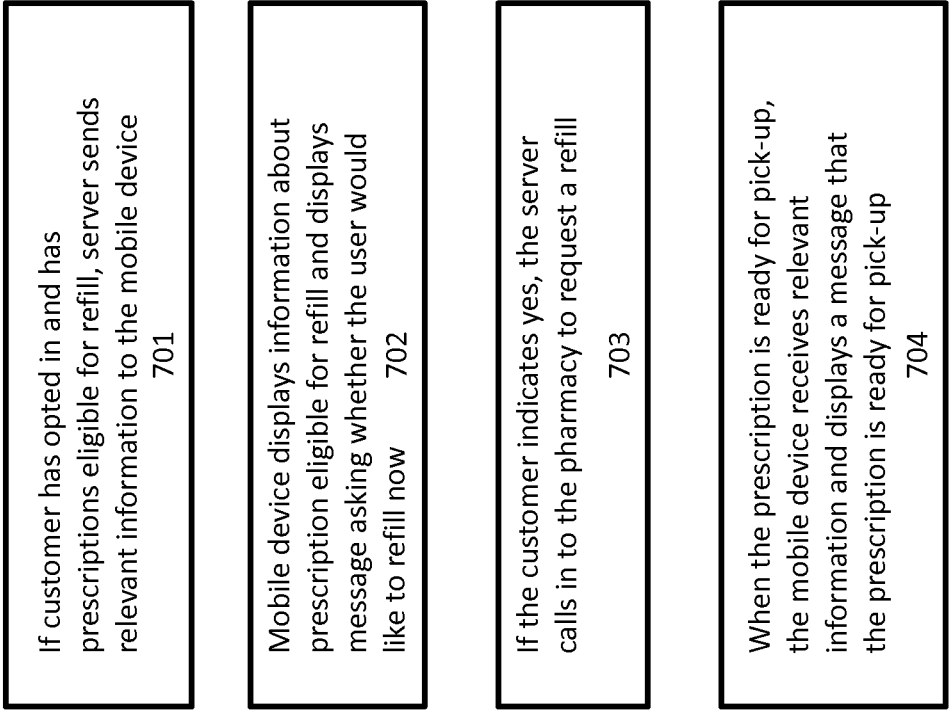 If customer has opted in and has
prescriptions eligible for refill, server sends
relevant information to the mobile device
701
Mobile device displays information about
prescription eligible for refill and displays
message asking whether the user would
like to refill now 702
If the customer indicates yes, the server
calls in to the pharmacy to request a refill
703
When the prescription is ready for pick-up,
the mobile device receives relevant
information and displays a message that
the prescription is ready for pick-up
704